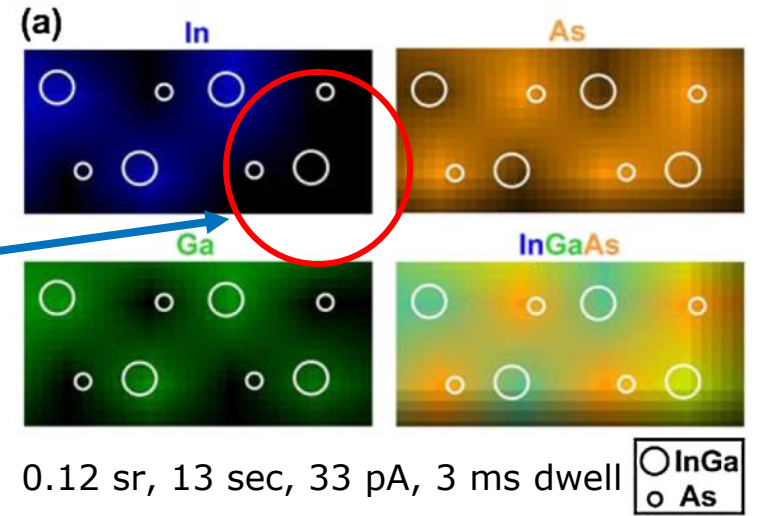 (a)
In
As
Ga
InGaAs
0.12 sr, 13 sec, 33 pA, 3 ms dwell
InGa
As